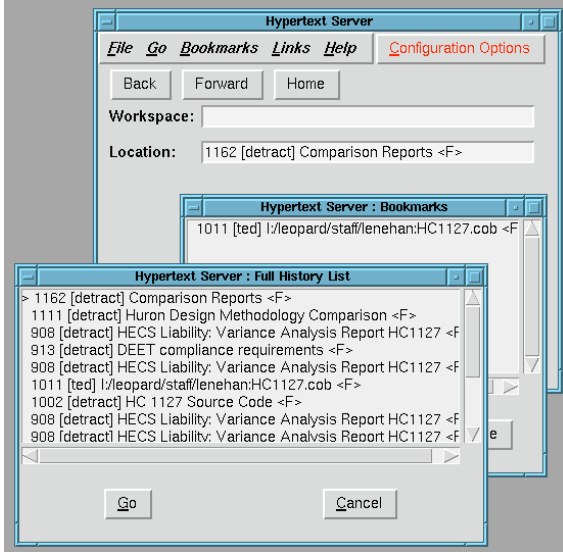 Hypertext Server
File Go Bookmarks Links Help Configuration Options
Back Forward Home
Workspace:
Location: 1162 [detract] Comparison Reports <F>
Hypertext Server : Bookmarks
1011 [ted] l:/leopard/staff/lenehan:HC1127.cob <F
Hypertext Server : Full History List
> 1162 [detract] Comparison Reports <F>
1111 [detract] Huron Design Methodology Comparison <F>
908 [detract] HECS Liability: Variance Analysis Report HC1127 <F
913 [detract] DEET compliance requirements <F>
908 [detract] HECS Liability: Variance Analysis Report HC1127 <F
1011 [ted] l:/leopard/staff/lenehan:HC1127.cob <F>
1002 [detract] HC 1127 Source Code <F>
908 [detract] HECS Liability: Variance Analysis Report HC1127 <F
908 [detract] HECS Liability: Variance Analysis Report HC1127 <F
e
Go Cancel